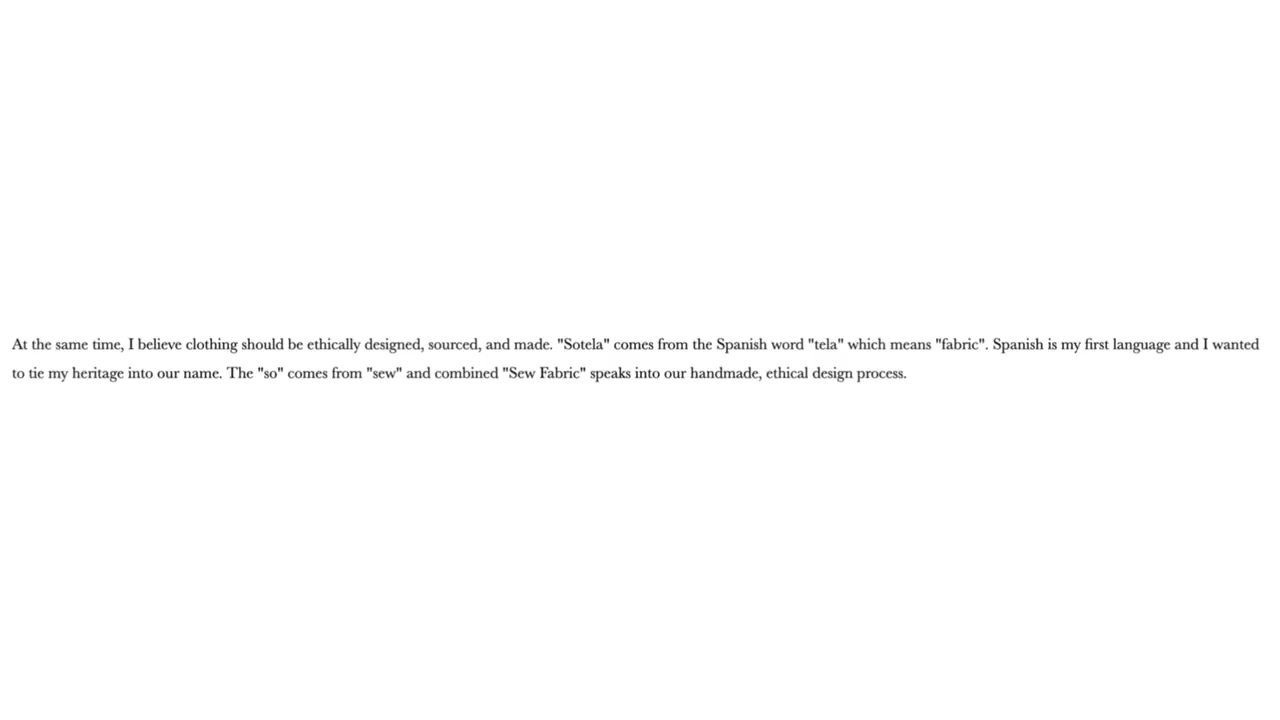 At the same time, I believe clothing should be ethically designed, sourced, and made. "Sotela" comes from the Spanish word "tela" which means "fabric". Spanish is my first language and I wanted
to tie my heritage into our name. The "so" comes from "sew" and combined "Sew Fabric" speaks into our handmade, ethical design process.